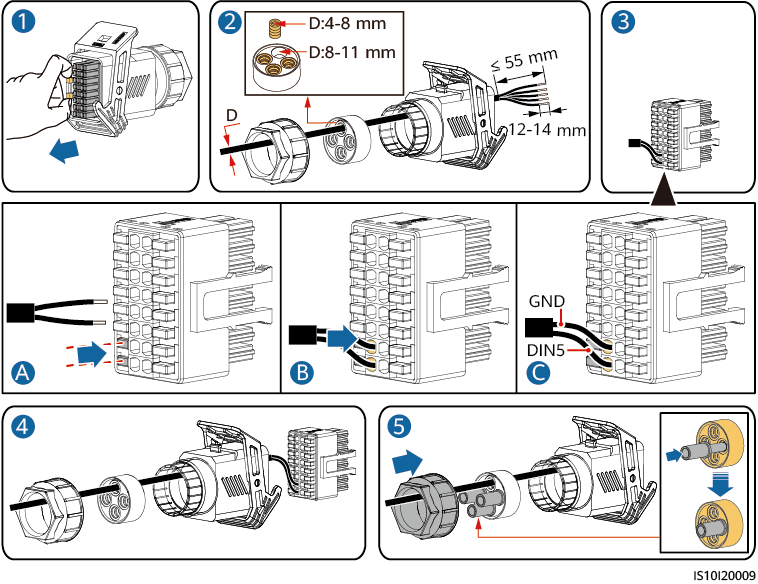 1
2
D:4-8 mm
D:8-11 mm
D
≤ 55 mm
12-14 mm
3
A
B
C
GND
DIN5
4
5
IS10I20009